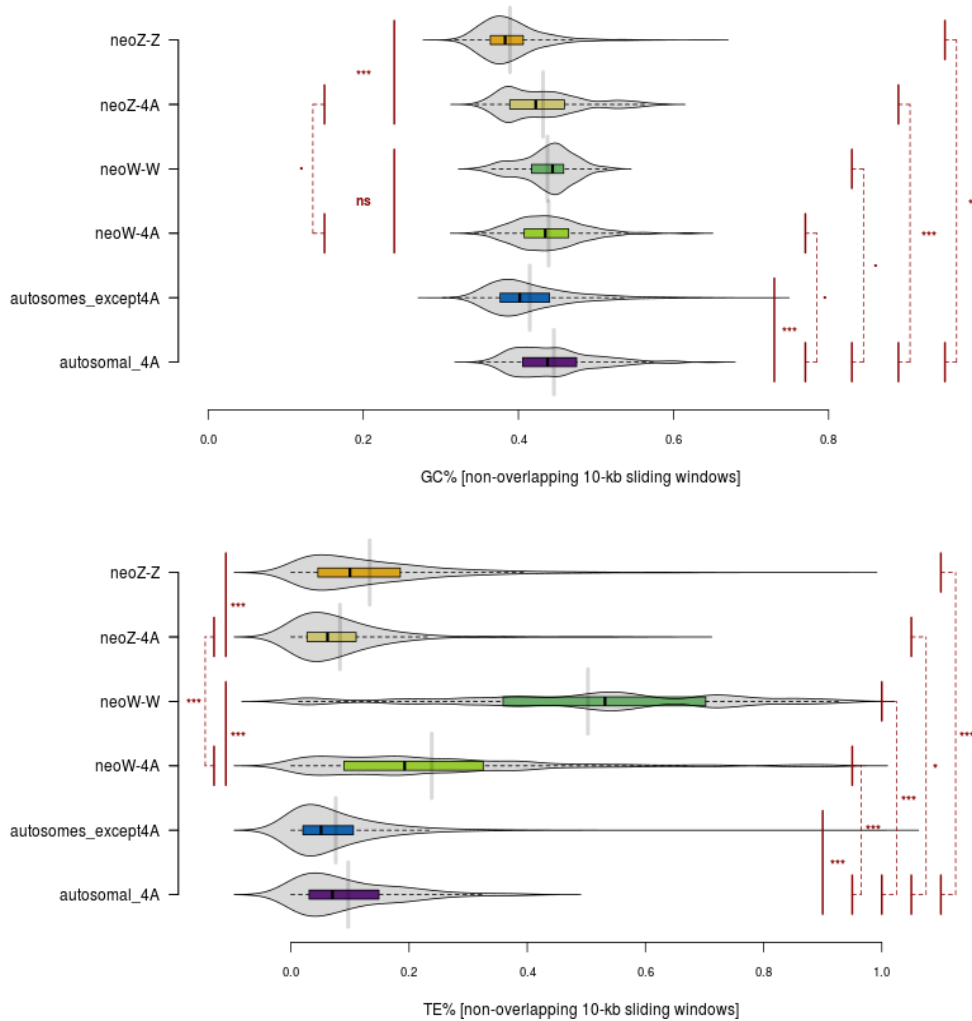 neoZ-Z
***
neoZ-4A
neoW-W
ns
neoW-4A
***
autosomes_except4A
***
autosomal_4A
0.0 0.2 0.4 0.6 0.8
GC% [non-overlapping 10-kb sliding windows]
neoZ-Z
***
neoZ-4A
***
neoW-W
***
*
neoW-4A
***
***
autosomes_except4A
***
***
autosomal_4A
0.0 0.2 0.4 0.6 0.8 1.0
TE% [non-overlapping 10-kb sliding windows]